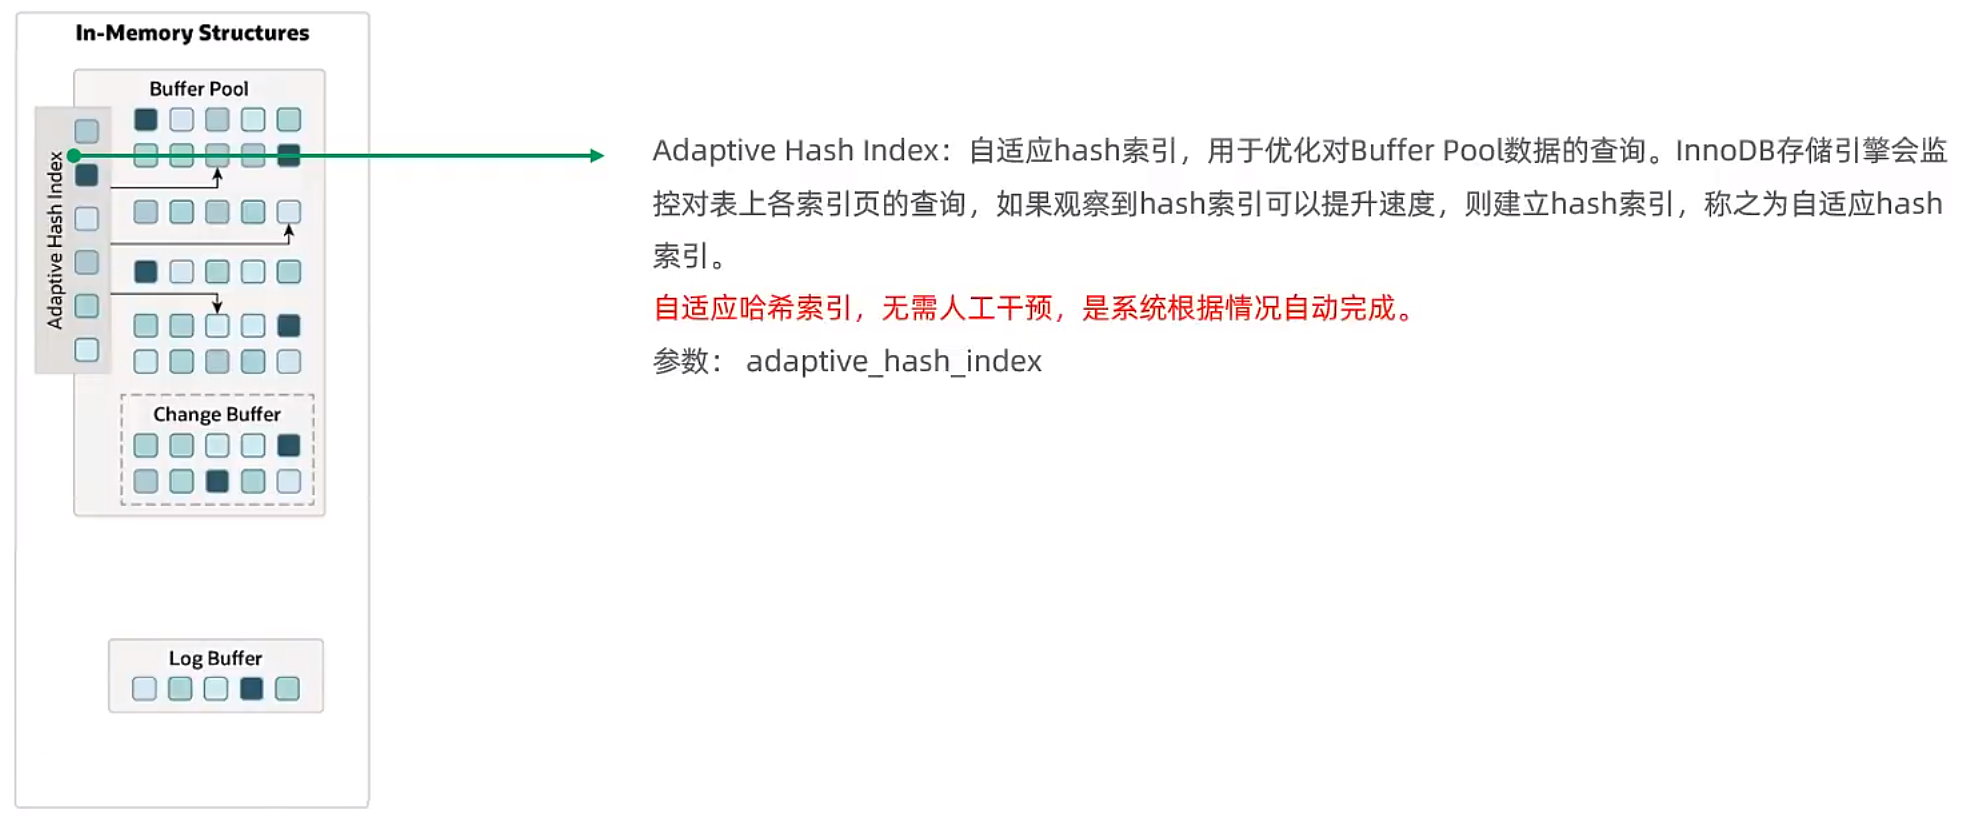 In-Memory Structures
Buffer Pool
Adaptive Hash Index
Change Buffer
Log Buffer
Adaptive Hash Index：自适应hash索引，用于优化对Buffer Pool数据的查询。InnoDB存储引擎会监
控对表上各索引页的查询，如果观察到hash索引可以提升速度，则建立hash索引，称之为自适应hash
索引。
自适应哈希索引，无需人工干预，是系统根据情况自动完成。
参数： adaptive_hash_index